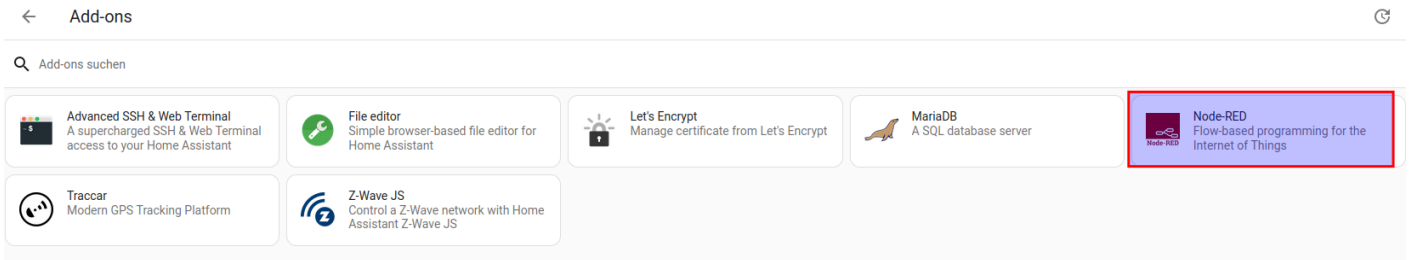 Add-ons
Add-ons suchen
Advanced SSH & Web Terminal
A supercharged SSH & Web Terminal
access to your Home Assistant
File editor
Simple browser-based file editor for
Home Assistant
Let's Encrypt
Manage certificate from Let's Encrypt
MariaDB
A SQL database server
Node-RED
Node-RED
Flow-based programming for the
Internet of Things
Traccar
Modern GPS Tracking Platform
Z-Wave JS
Control a Z-Wave network with Home
Assistant Z-Wave JS